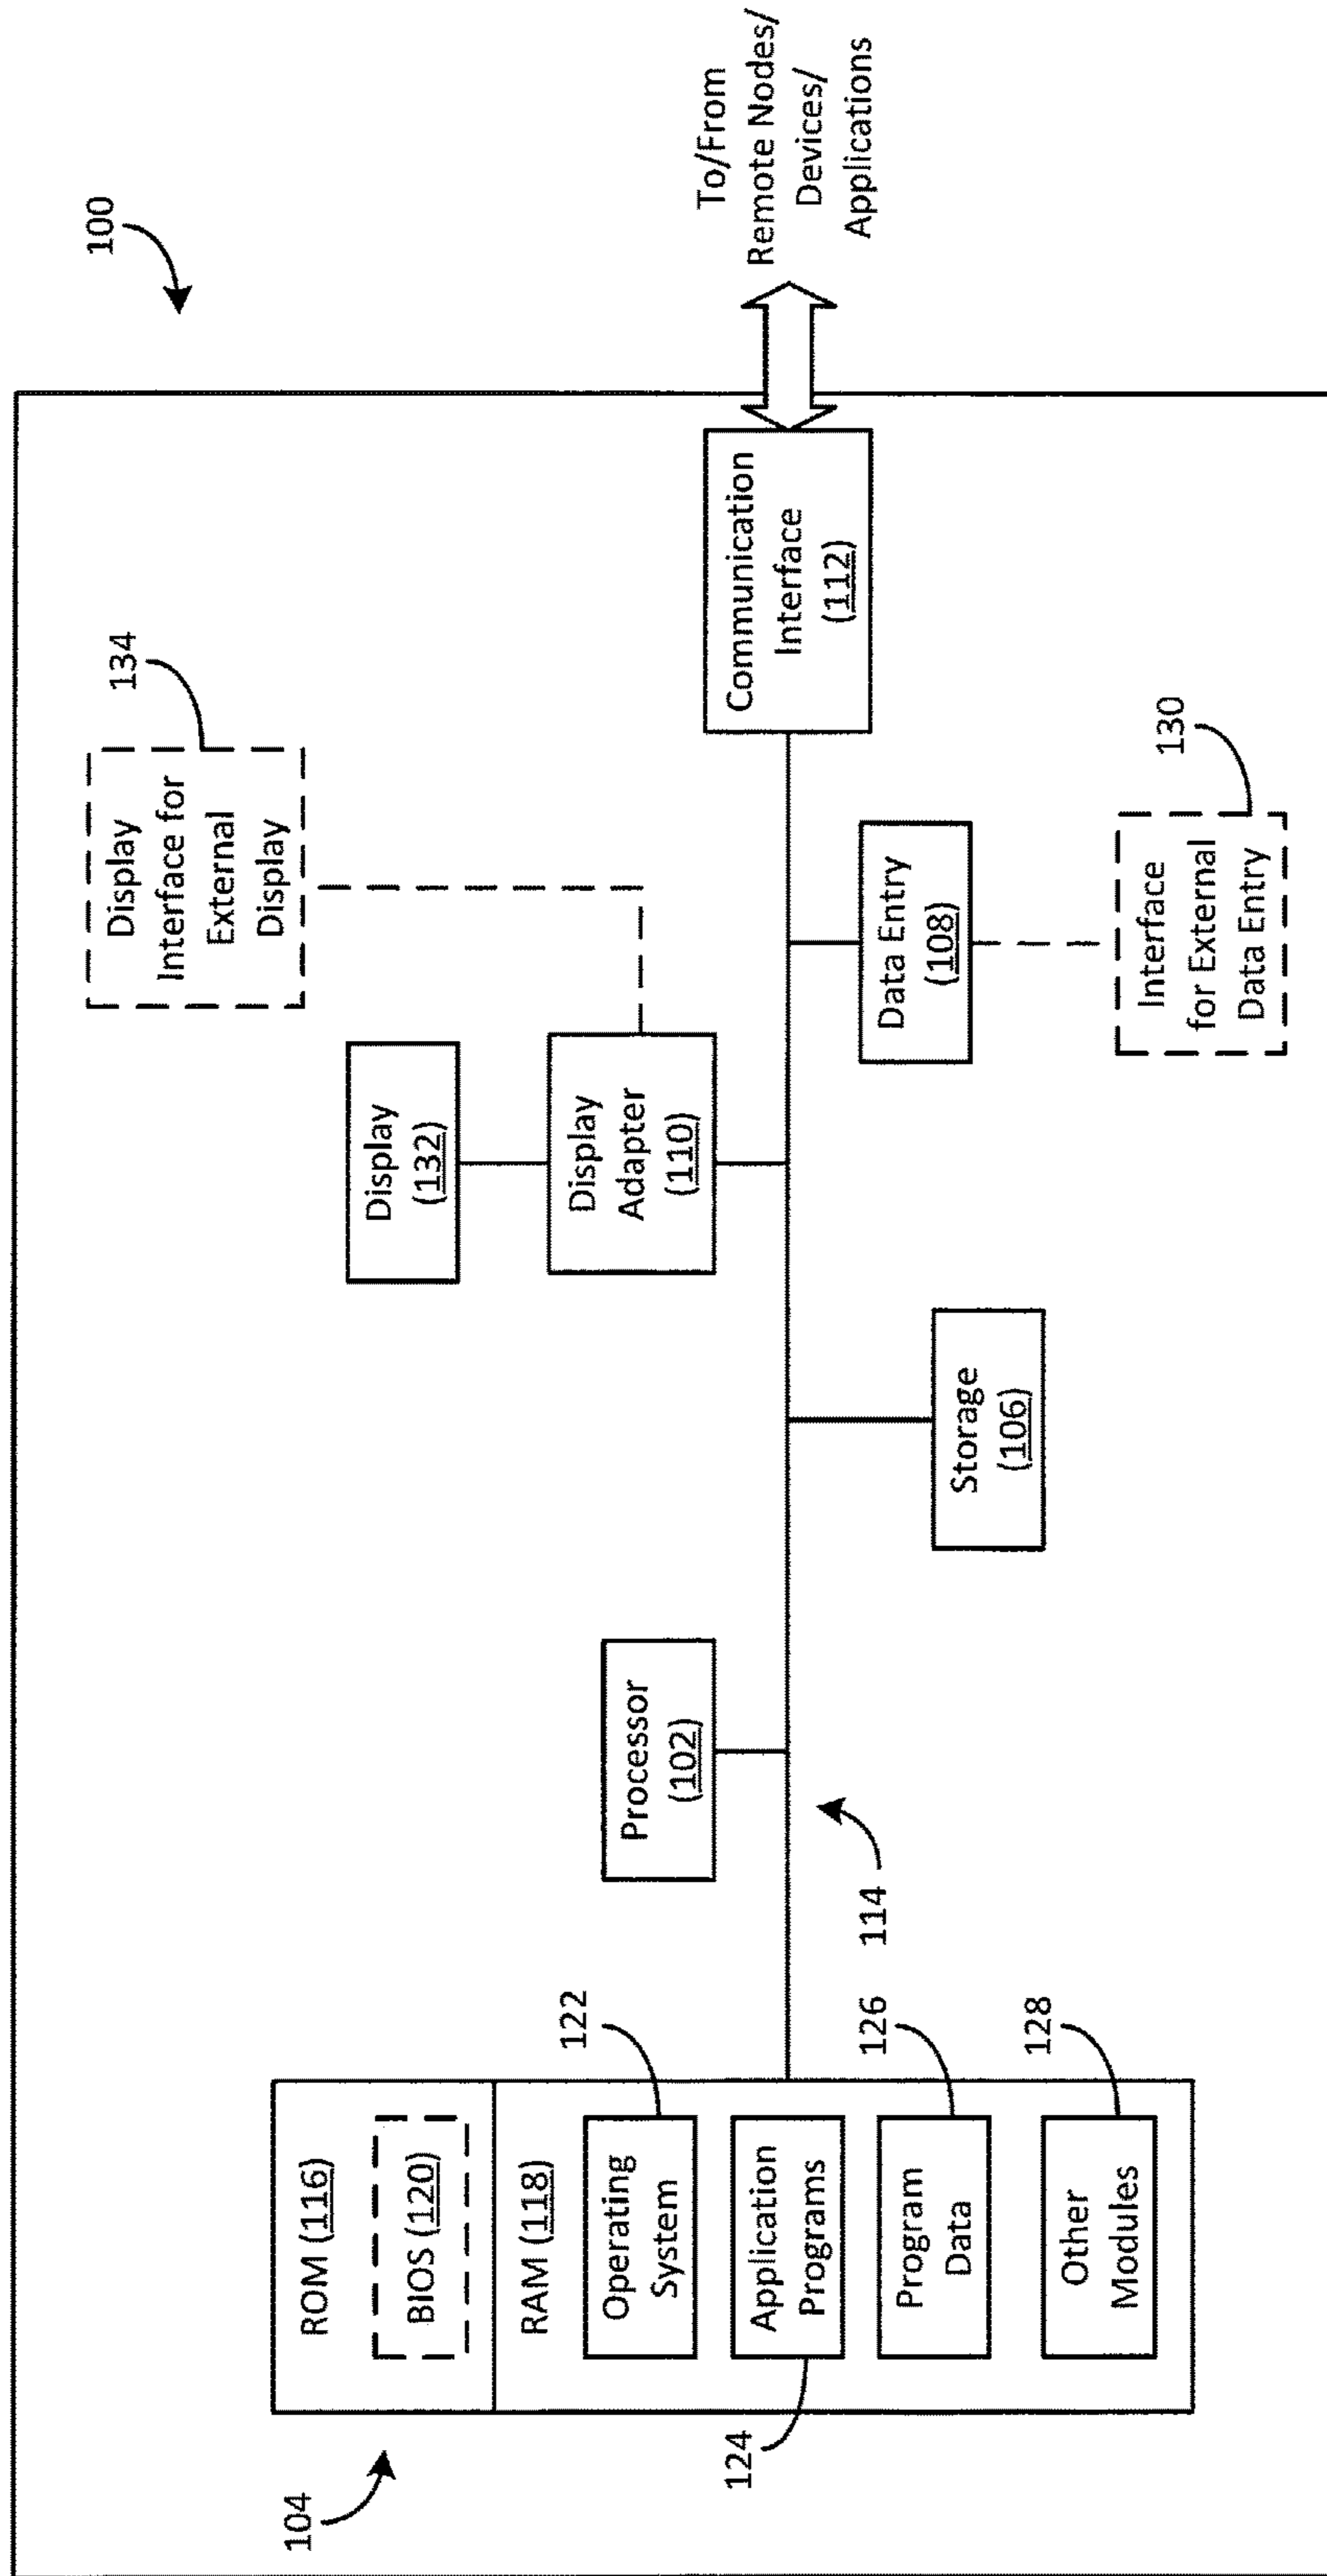 100
104
ROM (116)
BIOS (120)
RAM (118)
Operating
System
122
Application
Programs
124
Program
Data
126
Other
Modules
128
114
Processor
(102)
Storage
(106)
Display
(132)
Display
Adapter
(110)
Display
Interface for
External
Display
134
Data Entry
(108)
Interface
for External
Data Entry
130
Communication
Interface
(112)
To/From
Remote Nodes/
Devices/
Applications